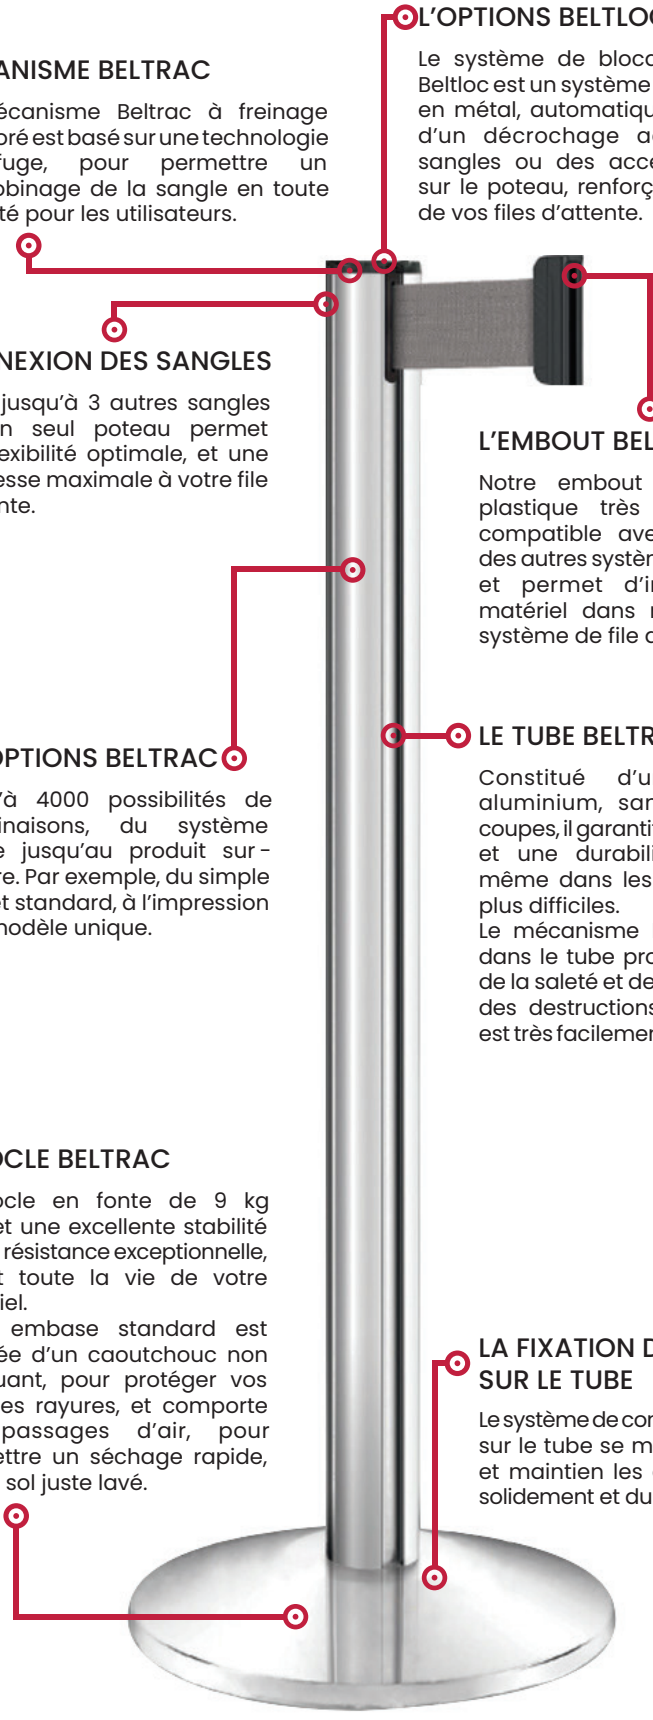 L'OPTIONS BELTLOC
Le système de bloca
Beltloc est un système
en métal, automatiqu
d'un décrochage a
sangles ou des acce
sur le poteau, renforç
de vos files d'attente.
ANISME BELTRAC
écanisme Beltrac à freinage
bré est basé sur une technologie
fuge, pour permettre un
obinage de la sangle en toute
té pour les utilisateurs.
NEXION DES SANGLES
jusqu'à 3 autres sangles
n seul poteau permet
exibilité optimale, et une
esse maximale à votre file
nte.
L'EMBOUT BEL
Notre embout
plastique très
compatible ave
des autres systèm
et permet d'in
matériel dans
système de file d
OPTIONS BELTRAC
'à 4000 possibilités de
inaisons, du système
e jusqu'au produit sur-
re. Par exemple, du simple
et standard, à l'impression
modèle unique.
LE TUBE BELTR
Constitué d'u
aluminium, san
coupes, il garanti
et une durabili
même dans les
plus difficiles.
Le mécanisme
dans le tube pro
de la saleté et de
des destructions
est très facilemen
OCLE BELTRAC
ocle en fonte de 9 kg
et une excellente stabilité
résistance exceptionnelle,
t toute la vie de votre
iel.
embase standard est
ée d'un caoutchouc non
uant, pour protéger vos
es rayures, et comporte
passages d'air, pour
ettre un séchage rapide,
sol juste lavé.
LA FIXATION D
SUR LE TUBE
Le système de con
sur le tube se m
et maintien les
solidement et du